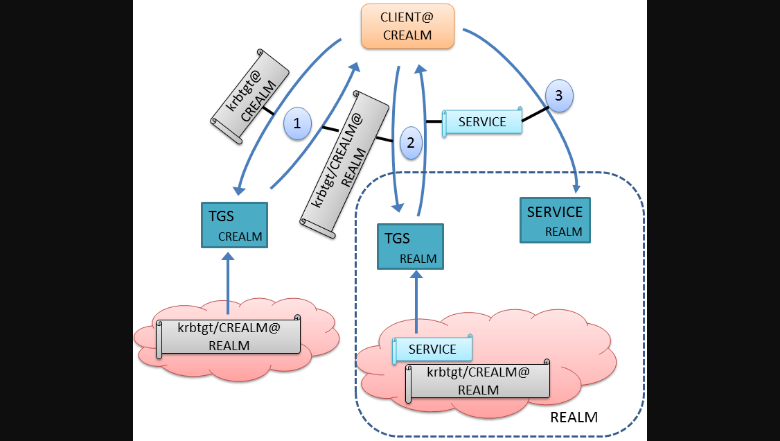 CLIENT@
CREALM
krbtgt@
CREALM
1
krbtgt/CREALM@
REALM
2
SERVICE
3
TGS
CREALM
TGS
REALM
SERVICE
REALM
krbtgt/CREALM@
REALM
SERVICE
krbtgt/CREALM@
REALM
REALM